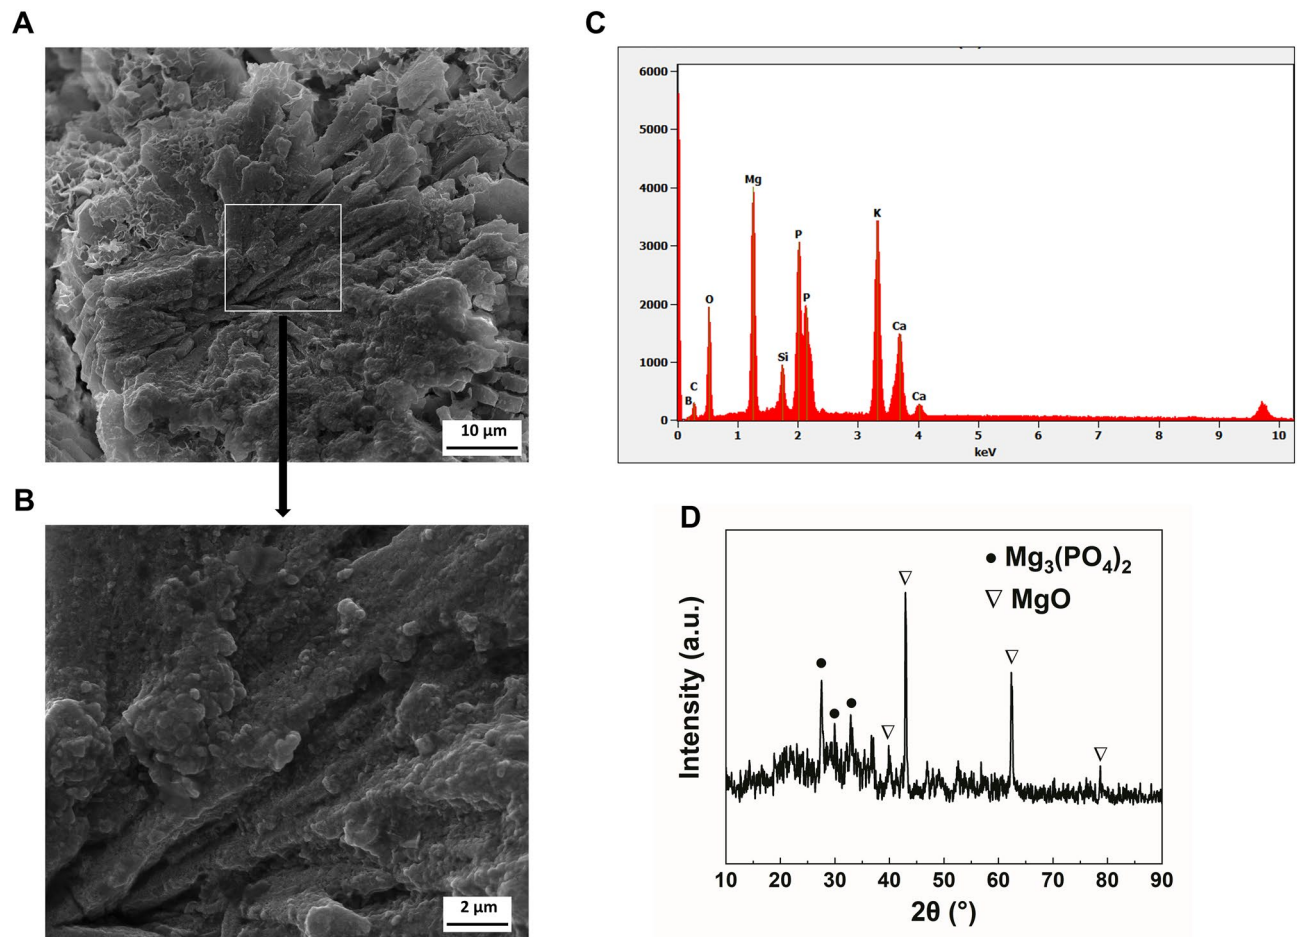 A
10 µm
B
2 µm
C
6000
5000
4000
3000
2000
1000
0
B
C
O
Mg
Si
P
P
K
Ca
Ca
0 1 2 3 4 5 6 7 8 9 10
keV
D
Mg₃(PO₄)₂
MgO
Intensity (a.u.)
10 20 30 40 50 60 70 80 90
2θ (°)